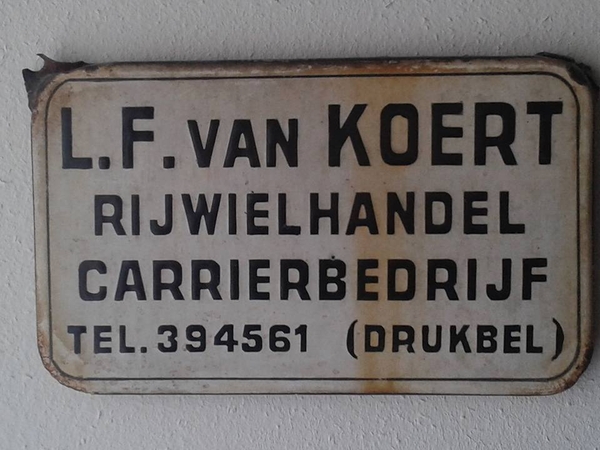 L.F. VAN KOERT
RIJWIELHANDEL
CARRIERBEDRIJF
TEL. 394561 (DRUKBEL)